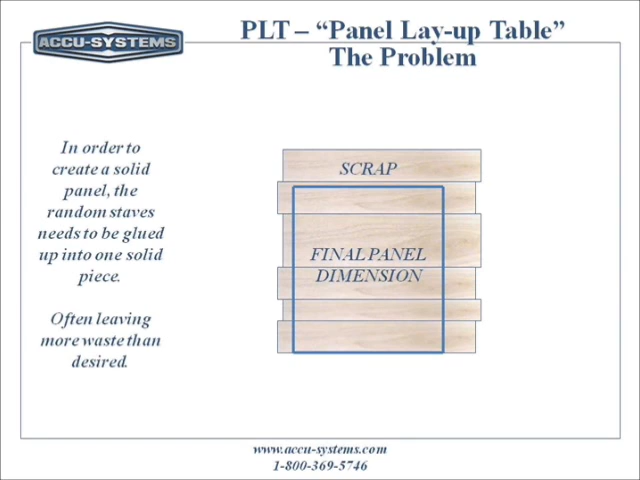 ACCU-SYSTEMS
PLT – “Panel Lay-up Table”
The Problem
In order to
create a solid
panel, the
random staves
needs to be glued
up into one solid
piece.
Often leaving
more waste than
desired.
SCRAP
FINAL PANEL
DIMENSION
www.accu-systems.com
1-800-369-5746